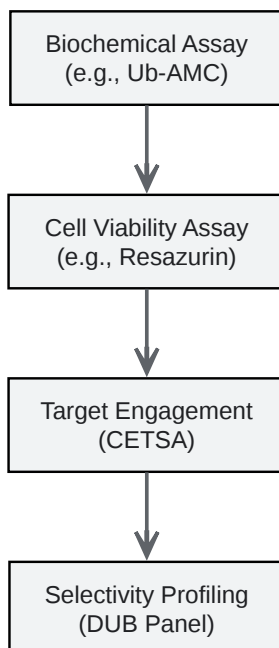 Biochemical Assay
(e.g., Ub-AMC)
Cell Viability Assay
(e.g., Resazurin)
Target Engagement
(CETSA)
Selectivity Profiling
(DUB Panel)